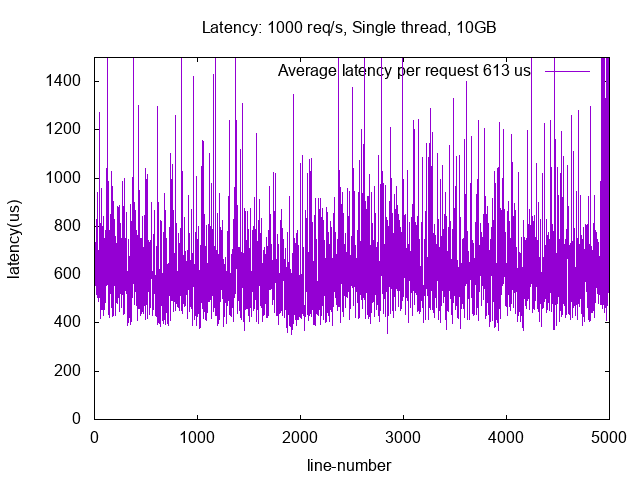 Latency: 1000 req/s, Single thread, 10GB
Average latency per request 613 us
1400
1200
1000
800
600
400
200
0
latency(us)
0 1000 2000 3000 4000 5000
line-number